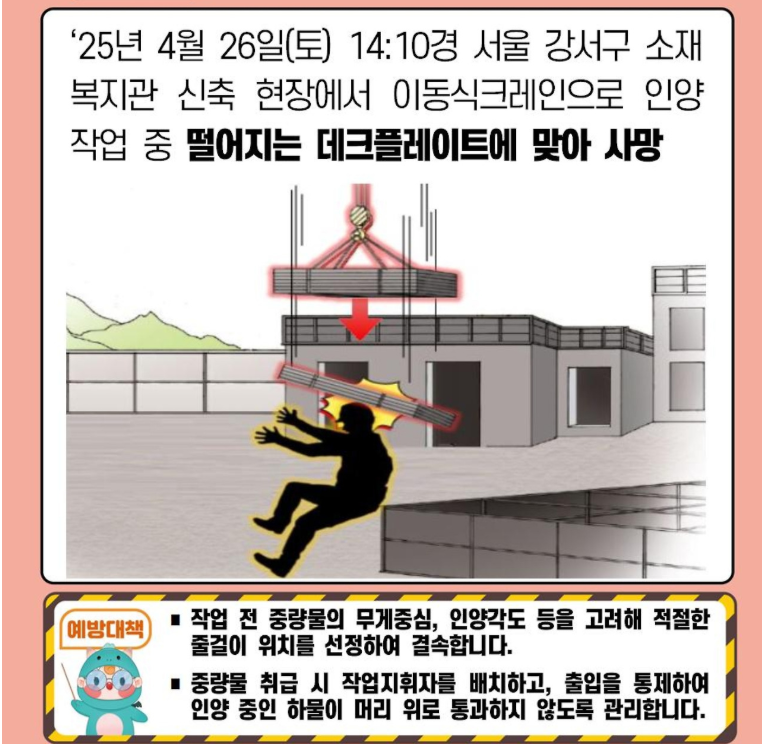 ‘25년 4월 26일(토) 14:10경 서울 강서구 소재
복지관 신축 현장에서 이동식크레인으로 인양
작업 중 떨어지는 데크플레이트에 맞아 사망
예방대책
▪ 작업 전 중량물의 무게중심, 인양각도 등을 고려해 적절한
줄걸이 위치를 선정하여 결속합니다.
▪ 중량물 취급 시 작업지휘자를 배치하고, 출입을 통제하여
인양 중인 하물이 머리 위로 통과하지 않도록 관리합니다.